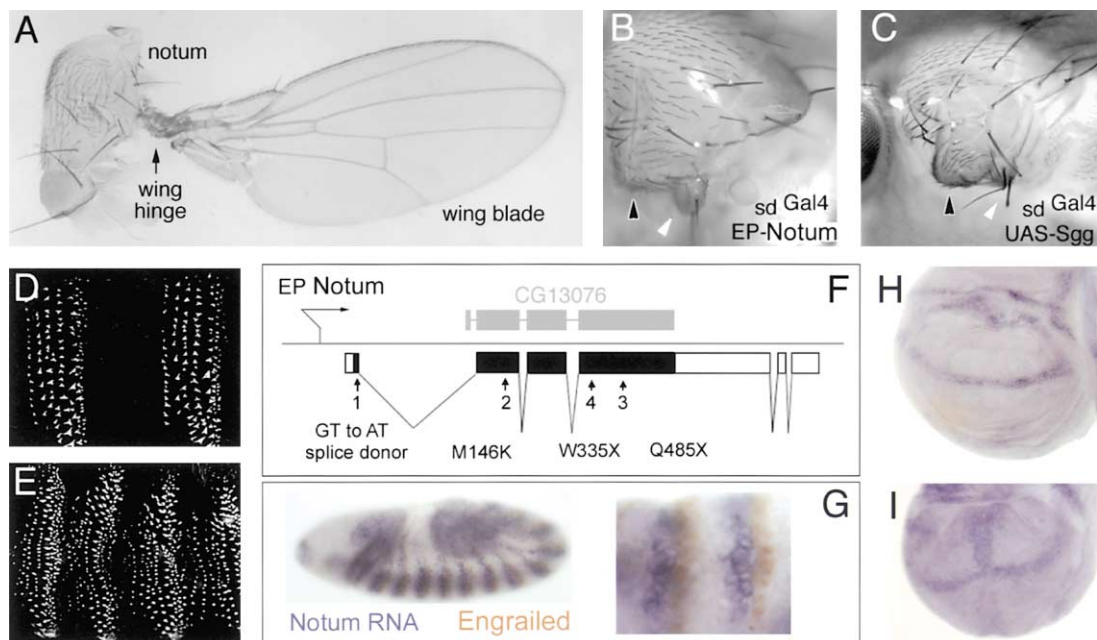 A
notum
wing
hinge
wing blade
B
sd Gal4
EP-Notum
C
sd Gal4
UAS-Sgg
D
E
F
EP Notum
CG13076
1
2
4
3
GT to AT
splice donor
M146K
W335X
Q485X
G
Notum RNA
Engrailed
H
I